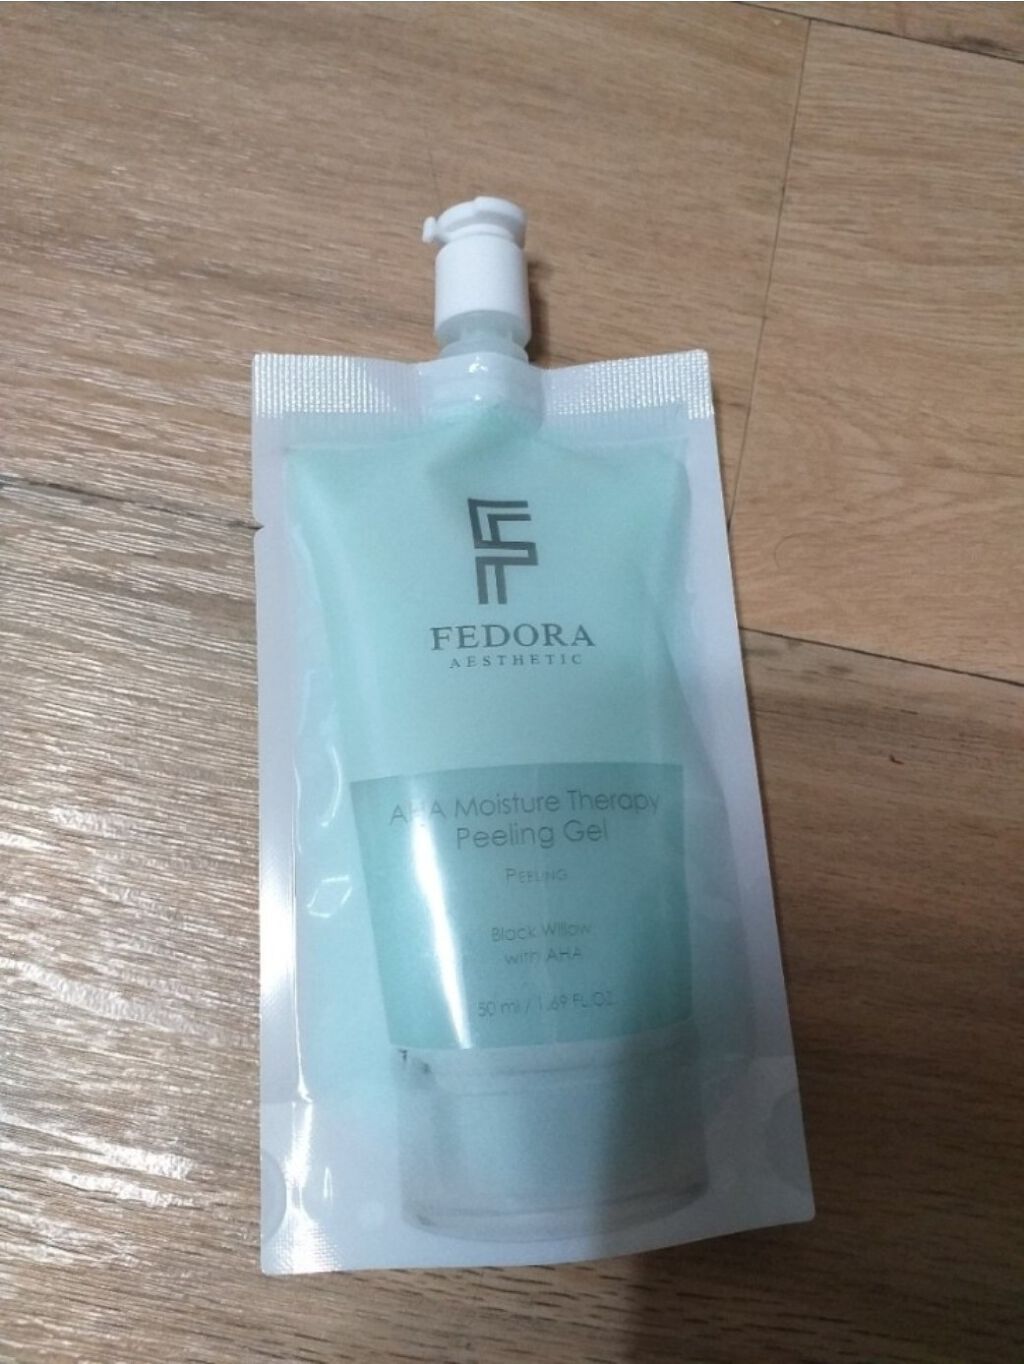 FEDORA
AESTHETIC
AHA Moisture Therapy
Peeling Gel
PEELING
Black Willow
with AHA
50 ml / 1.69 FL.OZ.